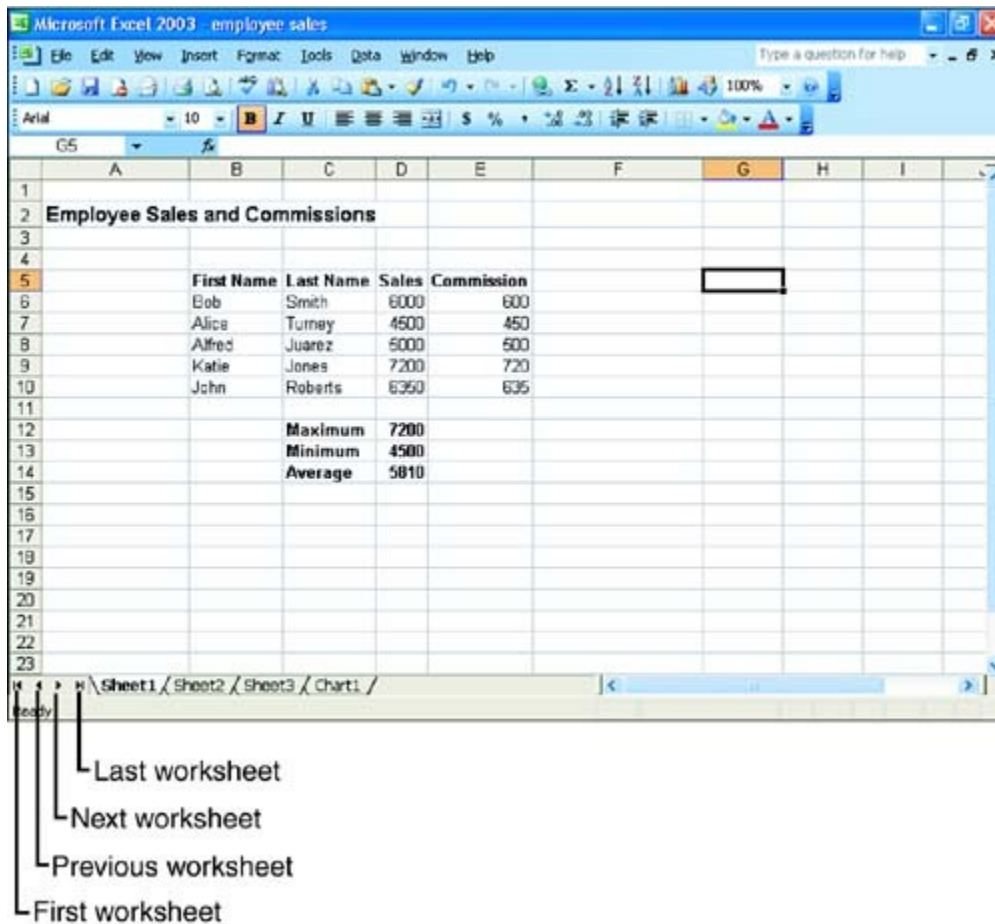 Microsoft Excel 2003 - employee sales
File Edit View Insert Format Tools Data Window Help Type a question for help
100%
Arial 10 B I U $ % ,
G5 fx
A B C D E F G H I
1
2 Employee Sales and Commissions
3
4
5 First Name Last Name Sales Commission
6 Bob Smith 6000 600
7 Alice Turney 4500 450
8 Alfred Juarez 5000 500
9 Katie Jones 7200 720
10 John Roberts 6350 635
11
12 Maximum 7200
13 Minimum 4500
14 Average 5810
15
16
17
18
19
20
21
22
23
Sheet1 / Sheet2 / Sheet3 / Chart1 /
Ready
Last worksheet
Next worksheet
Previous worksheet
First worksheet